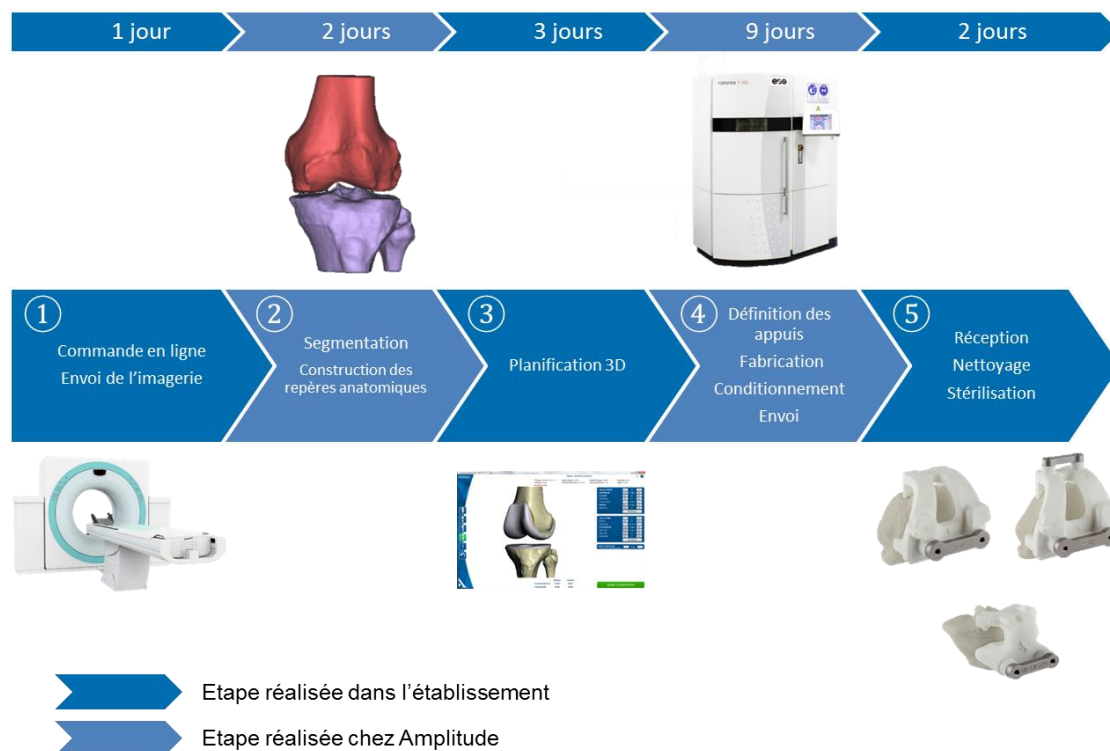 1 jour
2 jours
3 jours
9 jours
2 jours
eos
1
Commande en ligne
Envoi de l’imagerie
2
Segmentation
Construction des
repères anatomiques
3
Planification 3D
4
Définition des
appuis
Fabrication
Conditionnement
Envoi
5
Réception
Nettoyage
Stérilisation
Etape réalisée dans l’établissement
Etape réalisée chez Amplitude